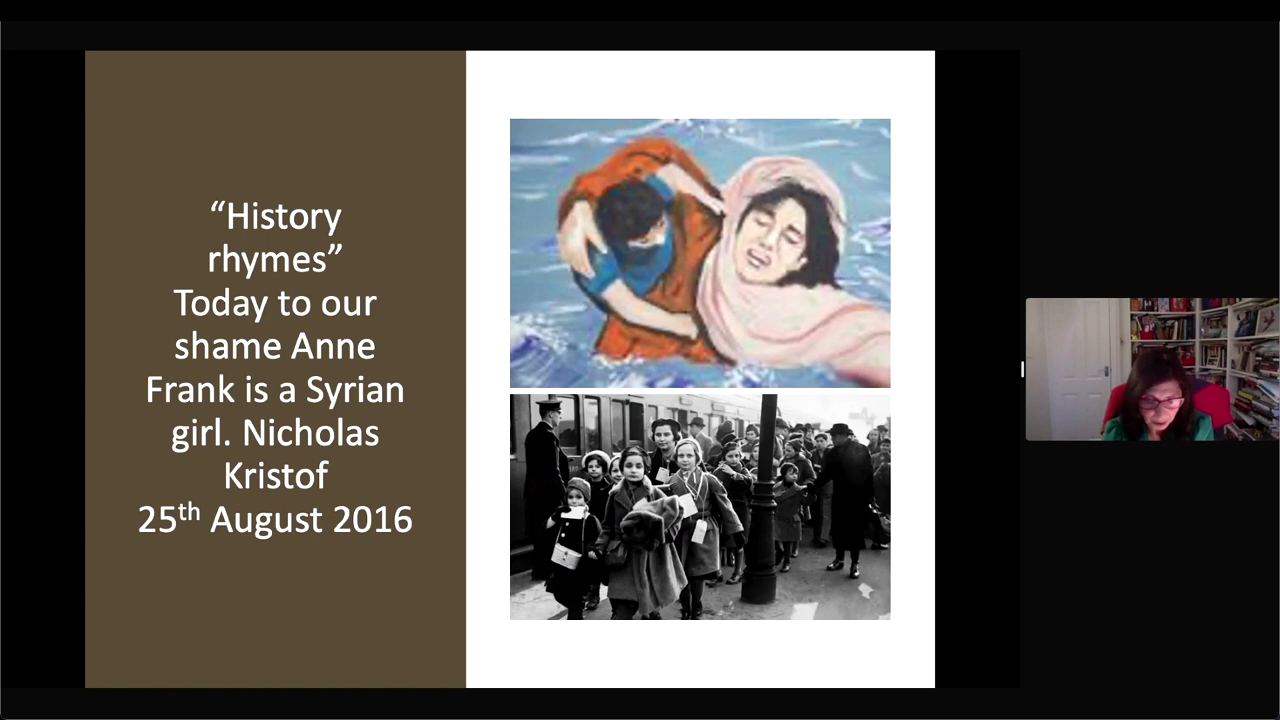 “History
rhymes”
Today to our
shame Anne
Frank is a Syrian
girl. Nicholas
Kristof
25th August 2016